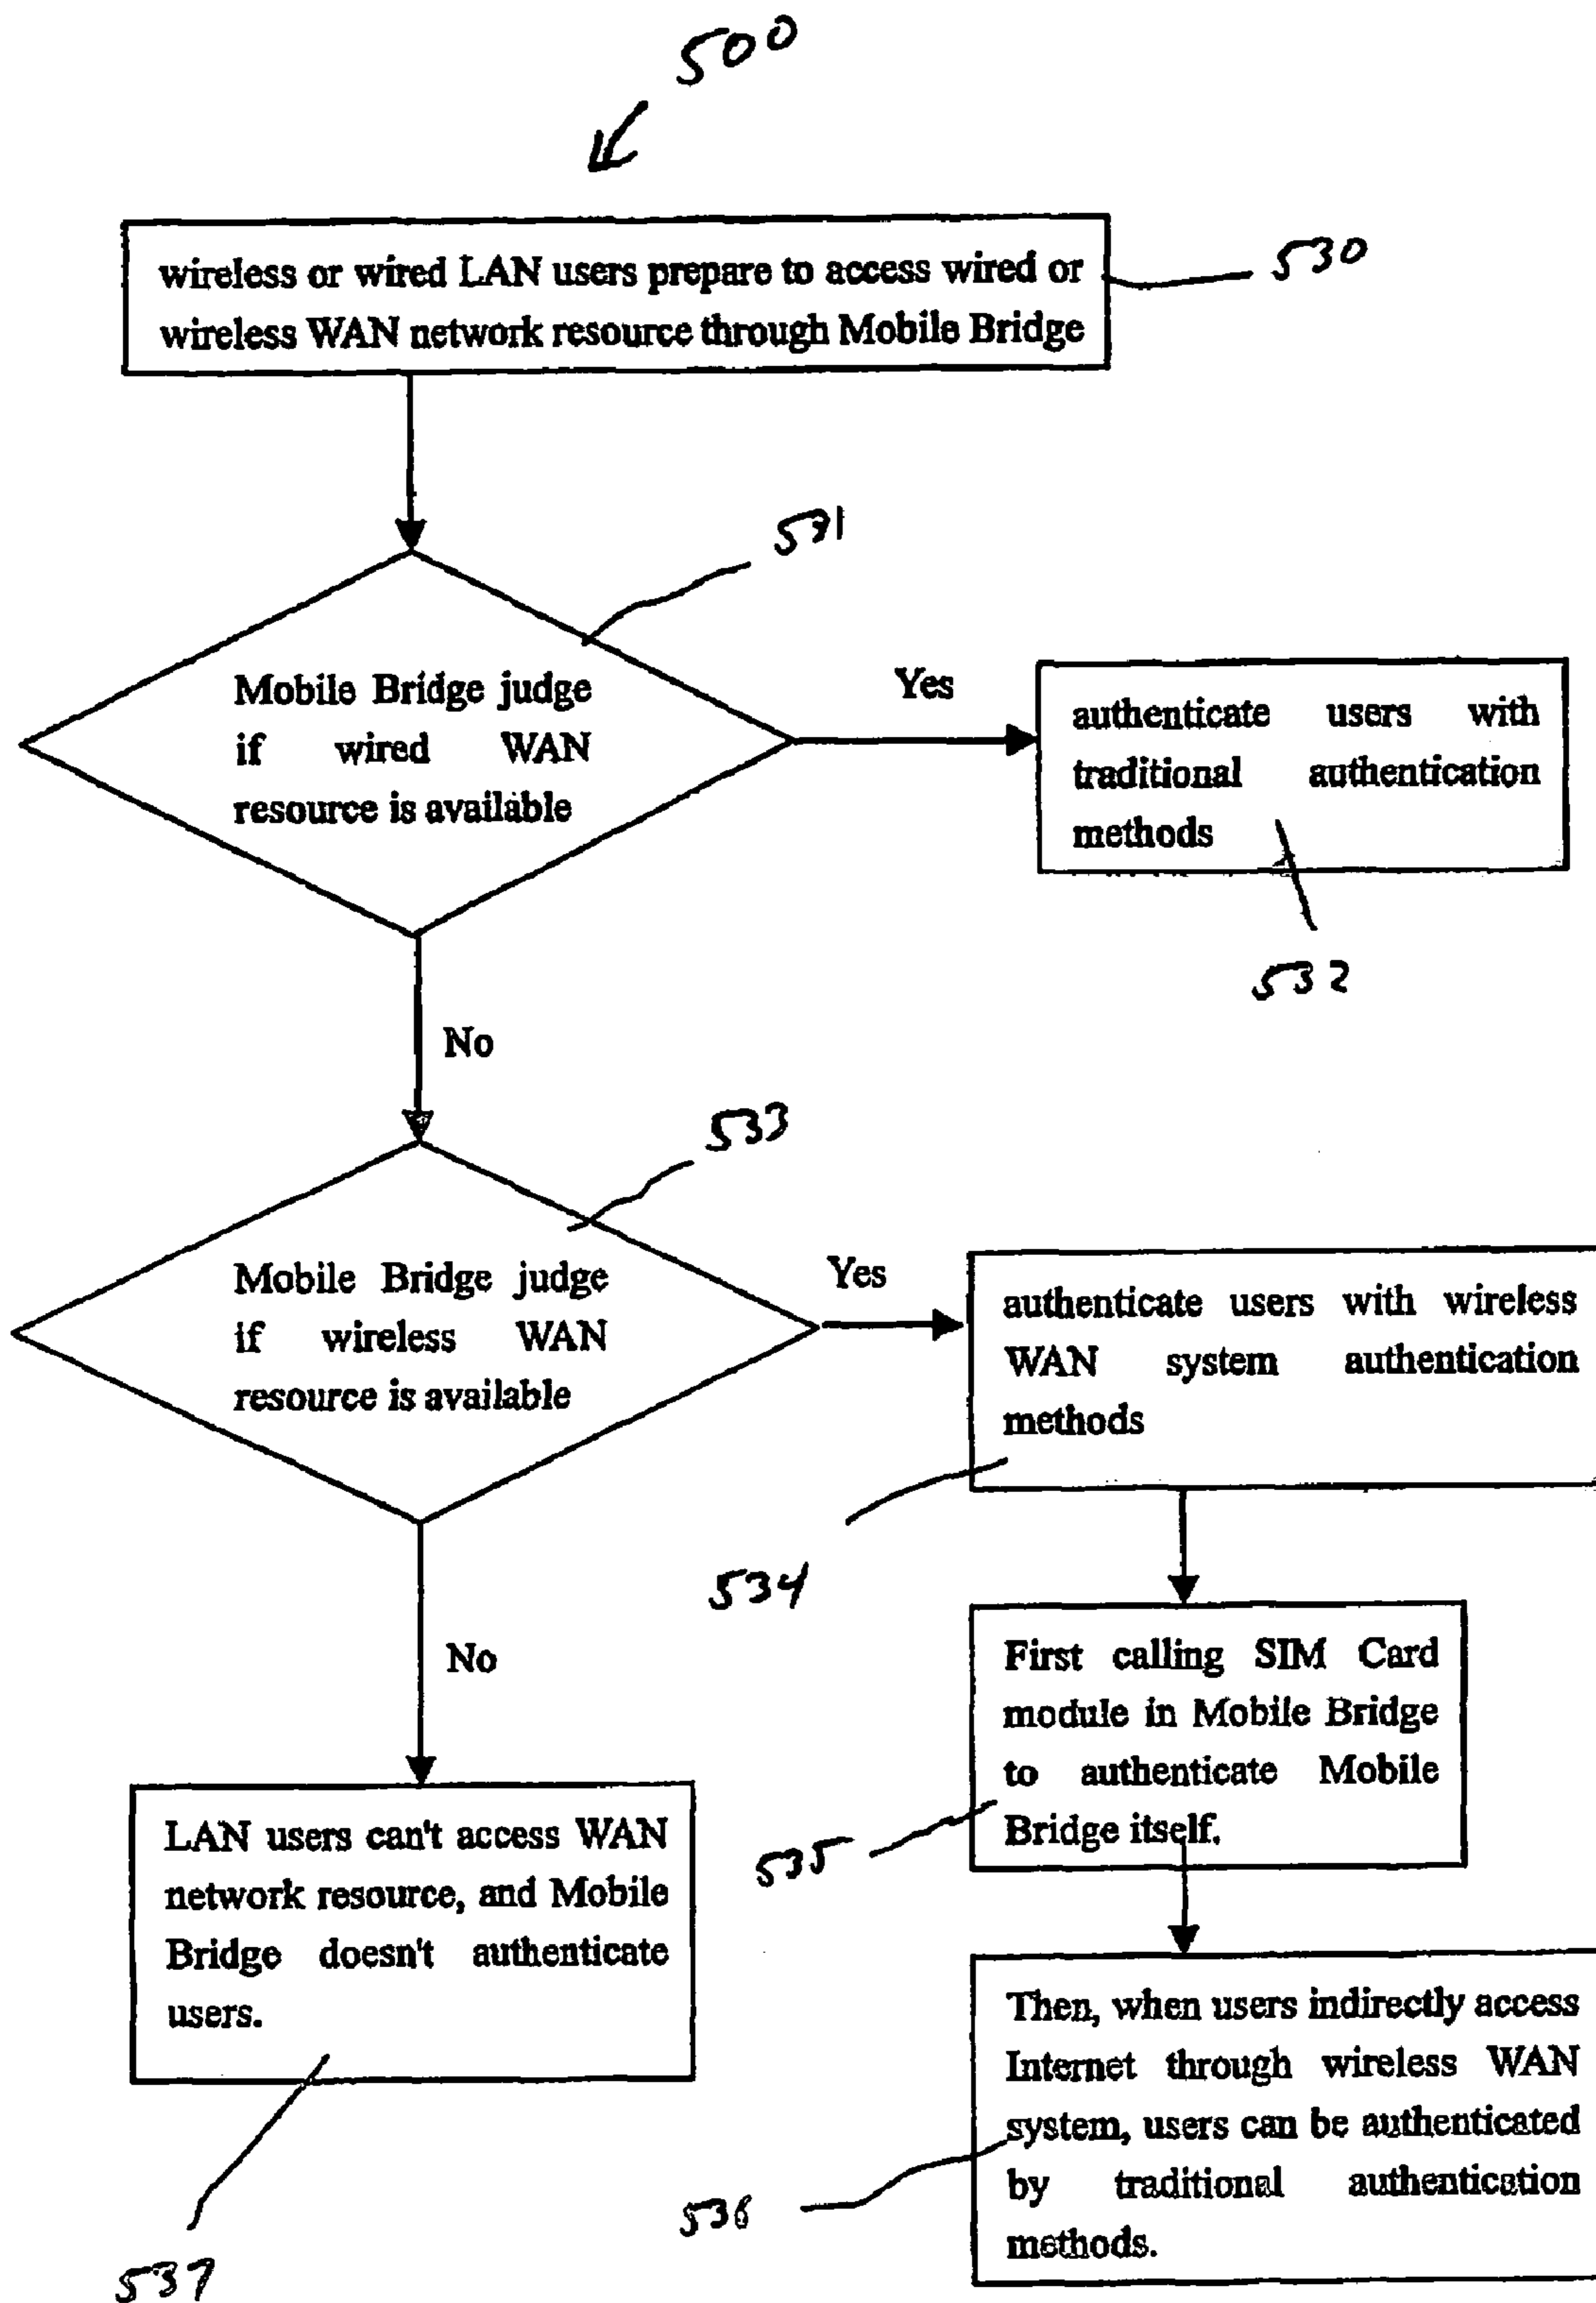 500
wireless or wired LAN users prepare to access wired or
wireless WAN network resource through Mobile Bridge
530
531
Mobile Bridge judge
if wired WAN
resource is available
Yes
authenticate users with
traditional authentication
methods
532
No
533
Mobile Bridge judge
if wireless WAN
resource is available
Yes
authenticate users with wireless
WAN system authentication
methods
534
No
First calling SIM Card
module in Mobile Bridge
to authenticate Mobile
Bridge itself.
535
LAN users can't access WAN
network resource, and Mobile
Bridge doesn't authenticate
users.
537
Then, when users indirectly access
Internet through wireless WAN
system, users can be authenticated
by traditional authentication
methods.
536